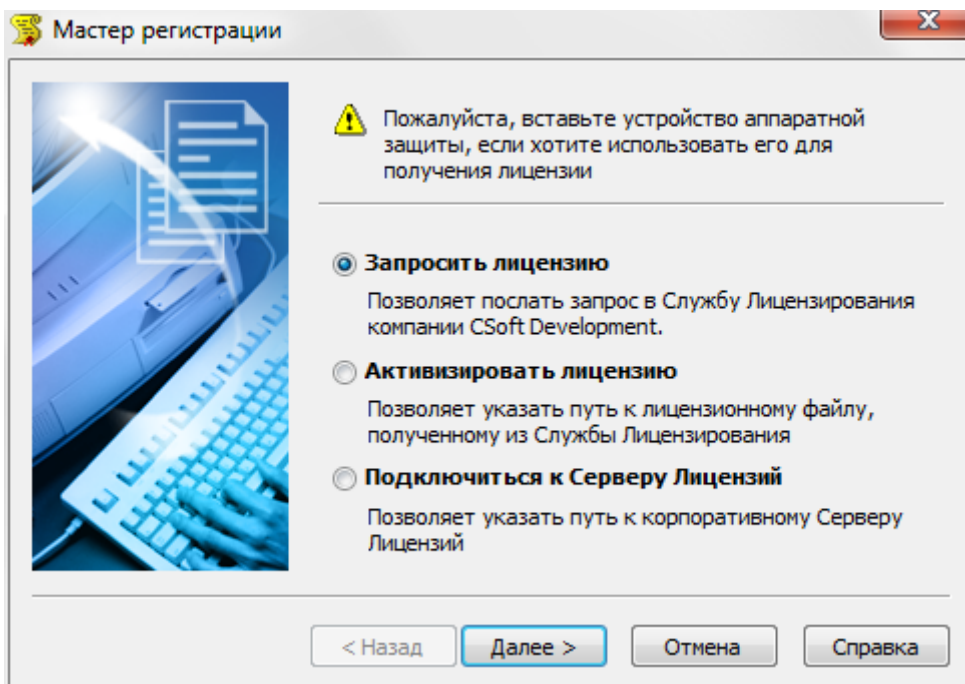 Мастер регистрации
Пожалуйста, вставьте устройство аппаратной
защиты, если хотите использовать его для
получения лицензии
Запросить лицензию
Позволяет послать запрос в Службу Лицензирования
компании CSoft Development.
Активизировать лицензию
Позволяет указать путь к лицензионному файлу,
полученному из Службы Лицензирования
Подключиться к Серверу Лицензий
Позволяет указать путь к корпоративному Серверу
Лицензий
< Назад
Далее >
Отмена
Справка